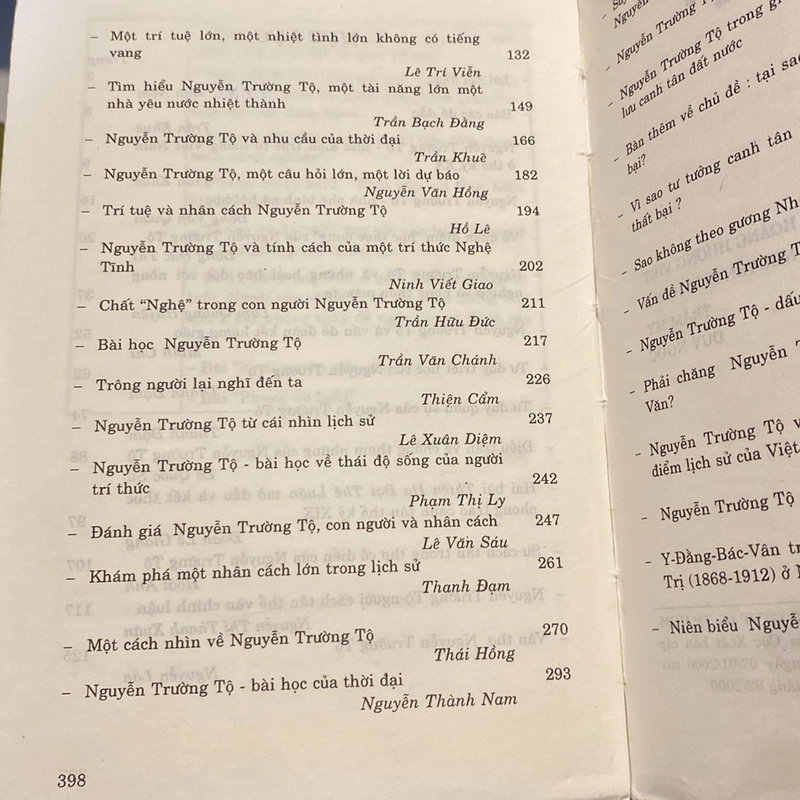 – Một trí tuệ lớn, một nhiệt tình lớn không có tiếng
vang 132
Lê Trí Viễn
– Tìm hiểu Nguyễn Trường Tộ, một tài năng lớn một
nhà yêu nước nhiệt thành 149
Trần Bạch Đằng
– Nguyễn Trường Tộ và nhu cầu của thời đại 166
Trần Khuê
– Nguyễn Trường Tộ, một câu hỏi lớn, một lời dự báo 182
Nguyễn Văn Hồng
– Trí tuệ và nhân cách Nguyễn Trường Tộ 194
Hồ Lê
– Nguyễn Trường Tộ và tính cách của một trí thức Nghệ
Tĩnh 202
Ninh Viết Giao
– Chất “Nghệ” trong con người Nguyễn Trường Tộ 211
Trần Hữu Đức
– Bài học Nguyễn Trường Tộ 217
Trần Văn Chánh
– Trông người lại nghĩ đến ta 226
Thiện Cẩm
– Nguyễn Trường Tộ từ cái nhìn lịch sử 237
Lê Xuân Diệm
– Nguyễn Trường Tộ - bài học về thái độ sống của người
trí thức 242
Phạm Thị Ly
– Đánh giá Nguyễn Trường Tộ, con người và nhân cách 247
Lê Văn Sáu
– Khám phá một nhân cách lớn trong lịch sử 261
Thanh Đạm
– Một cách nhìn về Nguyễn Trường Tộ 270
Thái Hồng
– Nguyễn Trường Tộ - bài học của thời đại 293
Nguyễn Thành Nam
398
Nguyễn
– Nguyễn Trường
– Nguyễn Trường Tộ trong
lưu canh tân đất nước
– Bàn thêm về chủ đề : tại sao
bại?
– Vì sao tư tưởng canh tân
thất bại ?
– Sao không theo gương
– Vấn đề Nguyễn Trường
– Nguyễn Trường Tộ - dấu
– Phải chăng Nguyễn
Văn?
– Nguyễn Trường Tộ
điểm lịch sử của Việt
– Nguyễn Trường Tộ
– Y-Đằng-Bác-Vân
Trị (1868-1912) ở
– Niên biểu